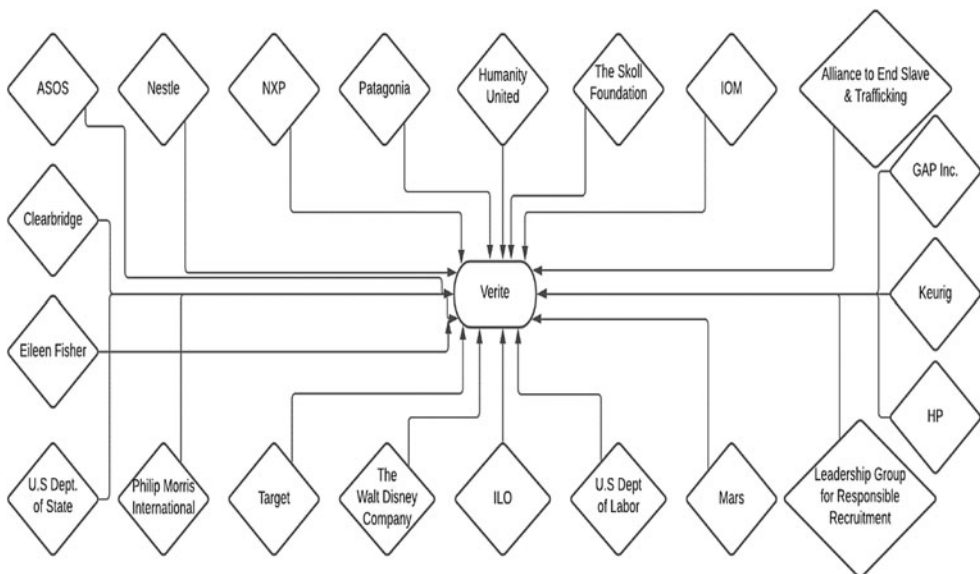 ASOS
Nestle
NXP
Patagonia
Humanity
United
The Skoll
Foundation
IOM
Alliance to End Slave
& Trafficking
GAP Inc.
Clearbridge
Verite
Keurig
Eileen Fisher
HP
U.S Dept.
of State
Philip Morris
International
Target
The
Walt Disney
Company
ILO
U.S Dept
of Labor
Mars
Leadership Group
for Responsible
Recruitment